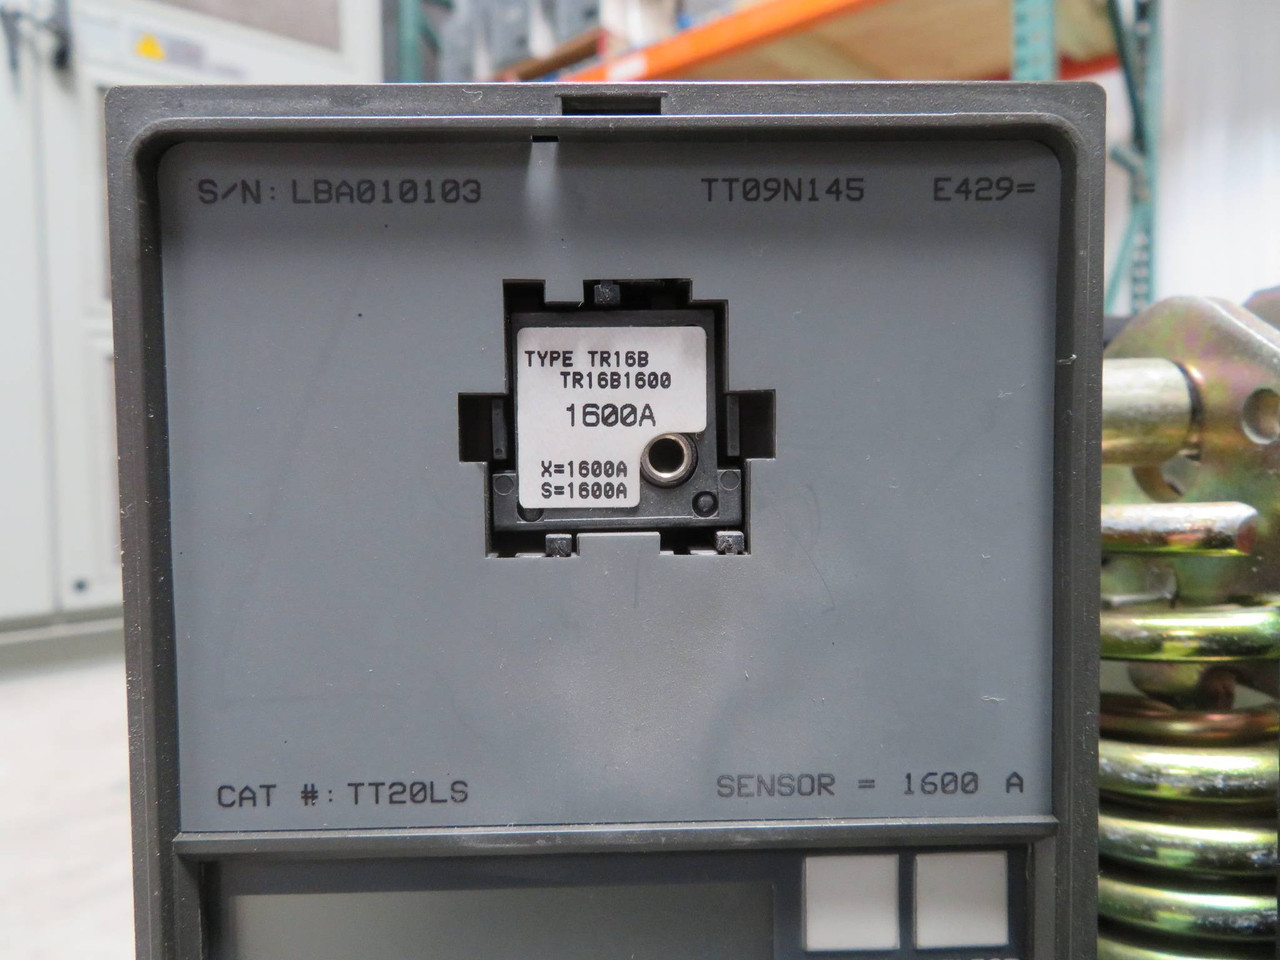 S/N: LBA010103 TT09N145 E429=
TYPE TR16B
TR16B1600
1600A
X=1600A
S=1600A
CAT #: TT20LS SENSOR = 1600 A